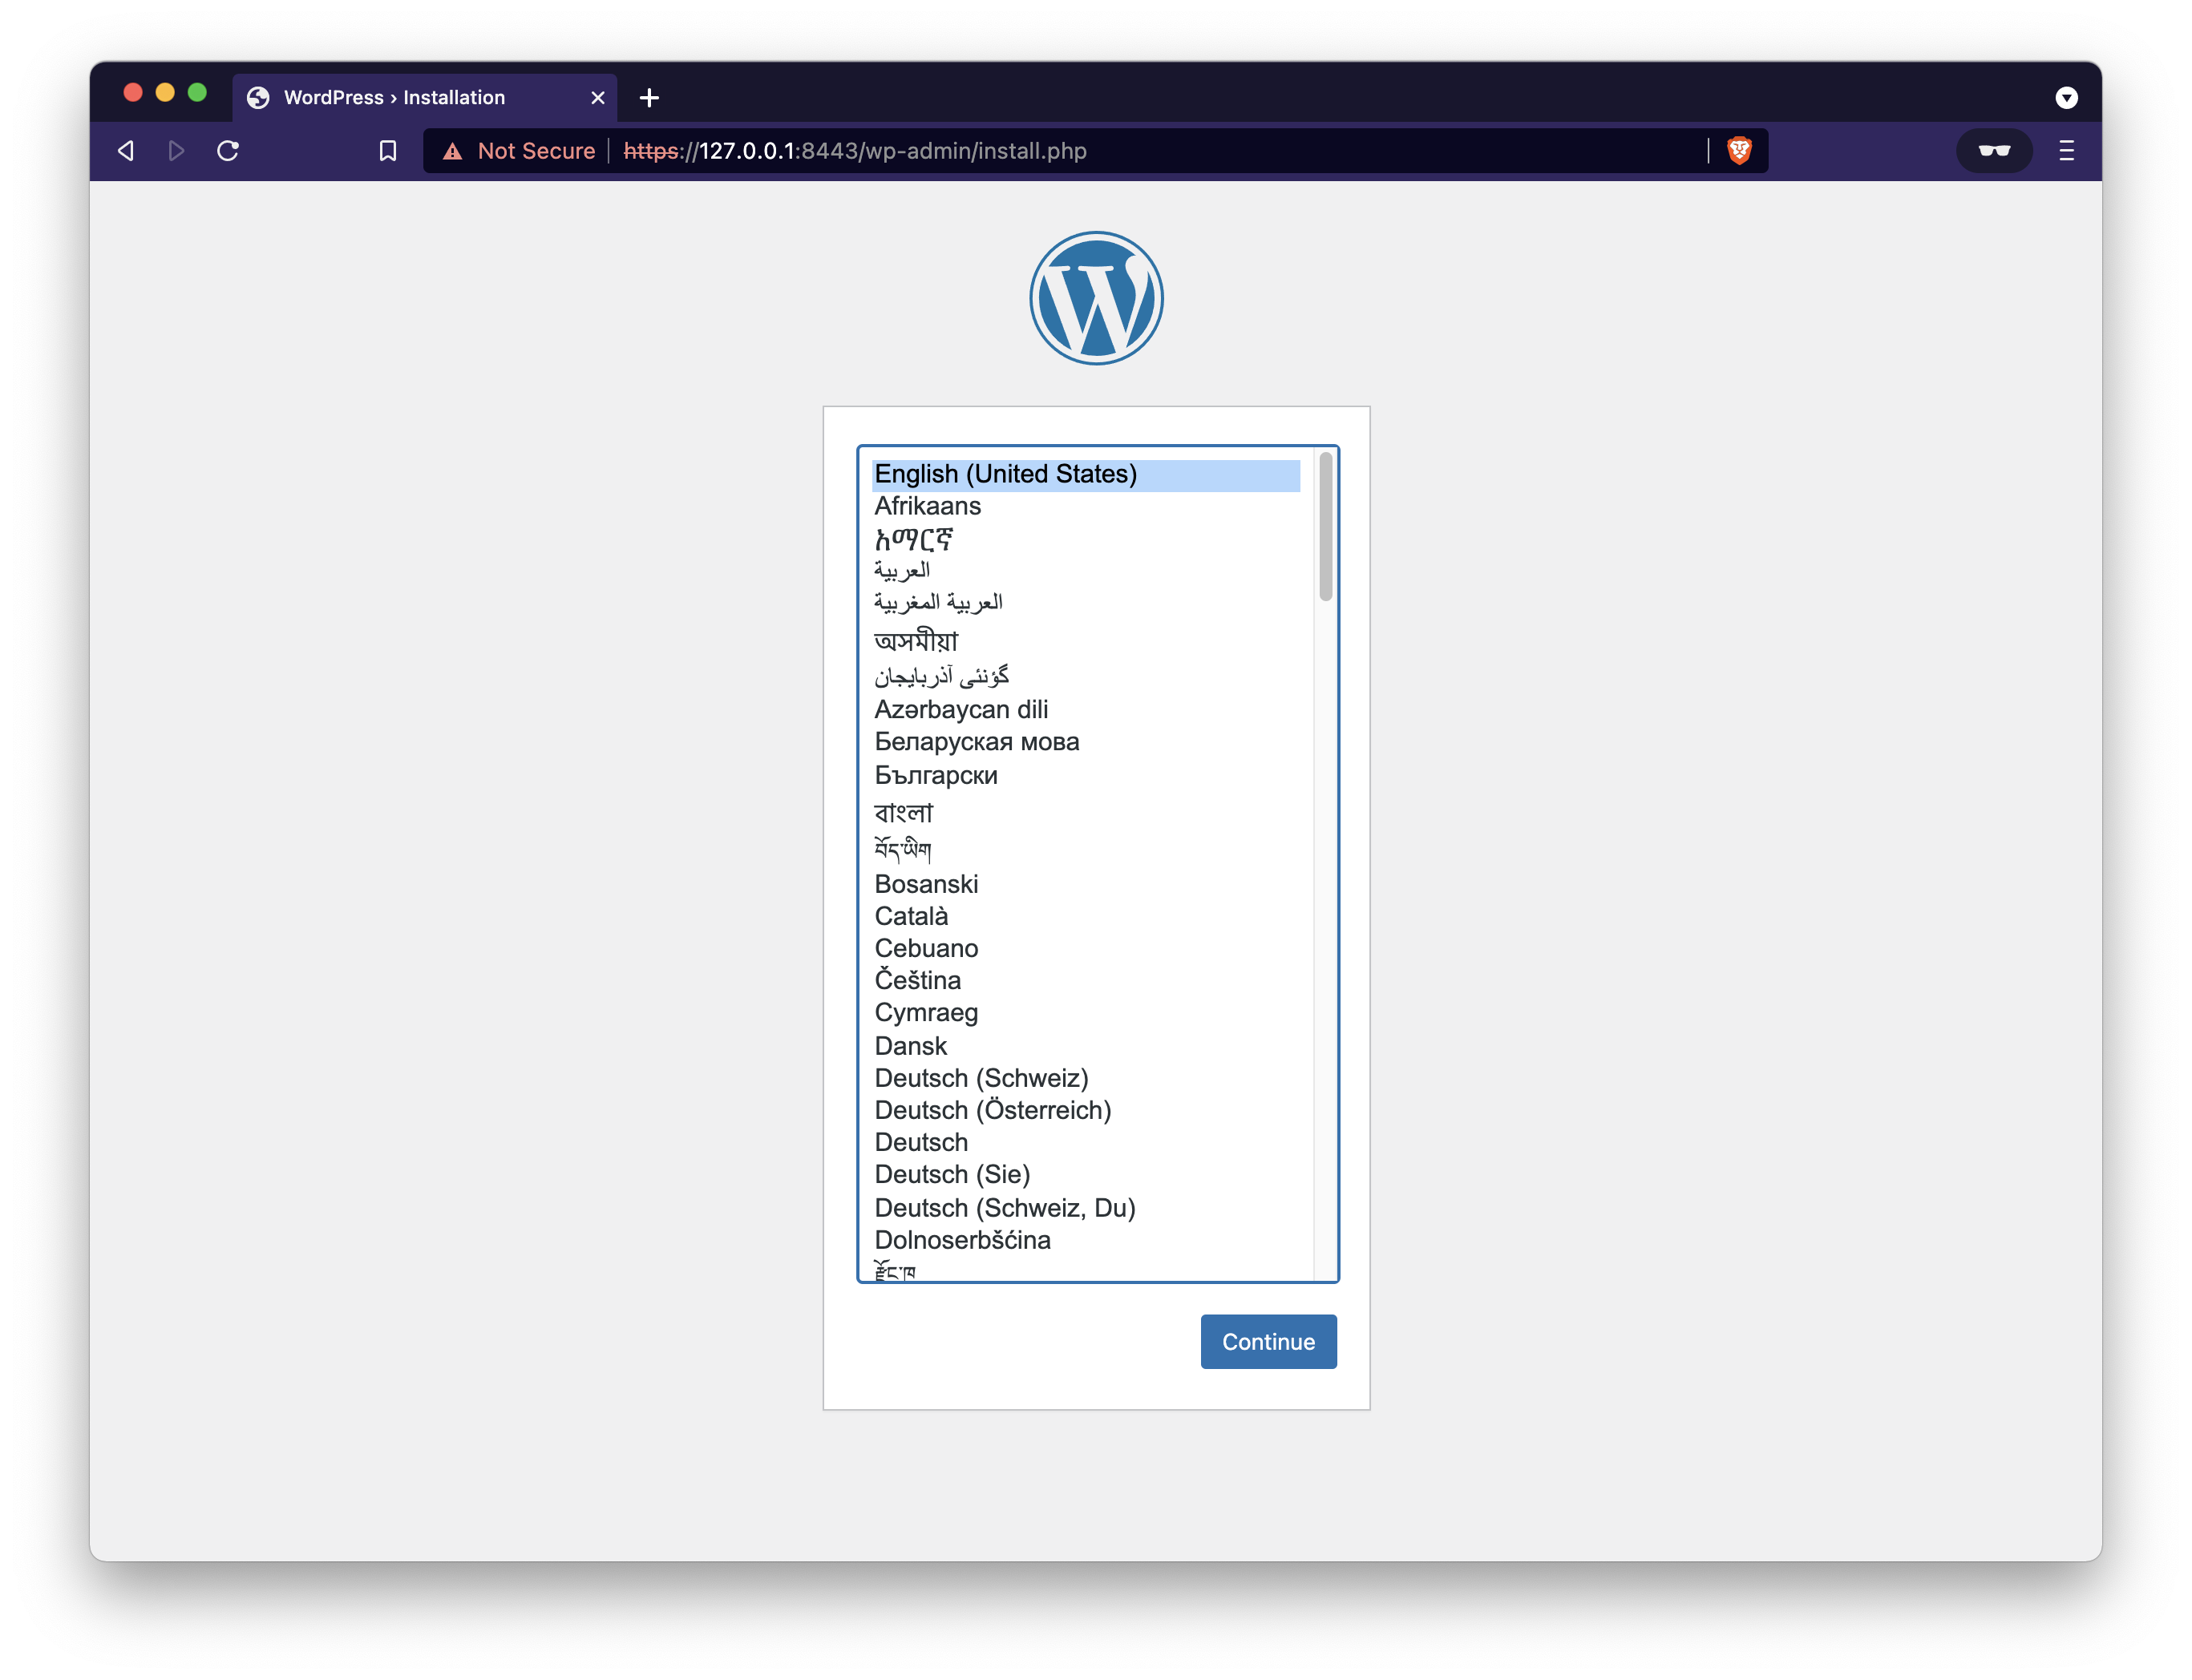 WordPress › Installation
Not Secure https://127.0.0.1:8443/wp-admin/install.php
English (United States)
Afrikaans
አማርኛ
العربية
العربية المغربية
অসমীয়া
گؤنئی آذربایجان
Azərbaycan dili
Беларуская мова
Български
বাংলা
བོད་ཡིག
Bosanski
Català
Cebuano
Čeština
Cymraeg
Dansk
Deutsch (Schweiz)
Deutsch (Österreich)
Deutsch
Deutsch (Sie)
Deutsch (Schweiz, Du)
Dolnoserbšćina
རྫོང་ཁ
Continue